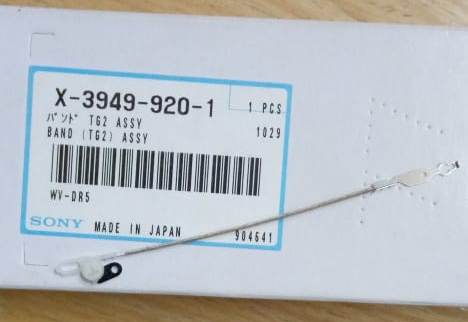 X-3949-920-1
1 PCS
バンド TG2 ASSY
BAND (TG2) ASSY
1029
WV-DR5
SONY MADE IN JAPAN 904641